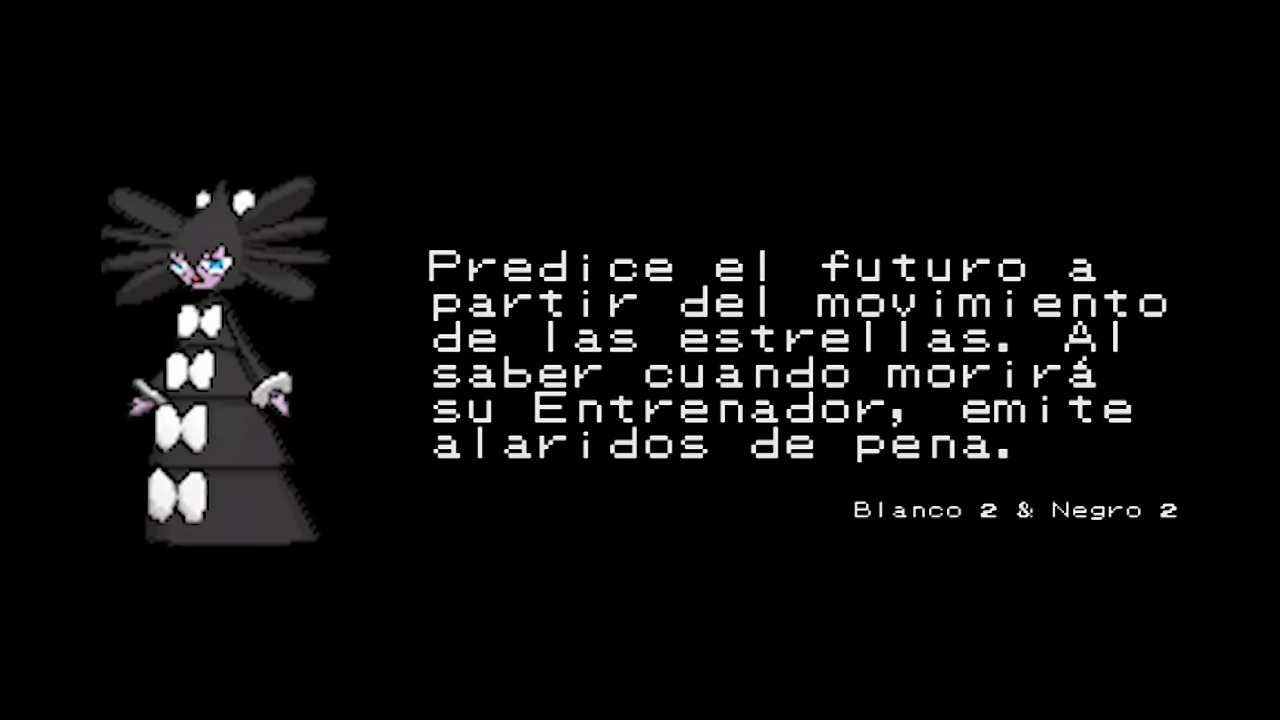 Predice el futuro a
partir del movimiento
de las estrellas. Al
saber cuando morirá
su Entrenador, emite
alaridos de pena.
Blanco 2 & Negro 2